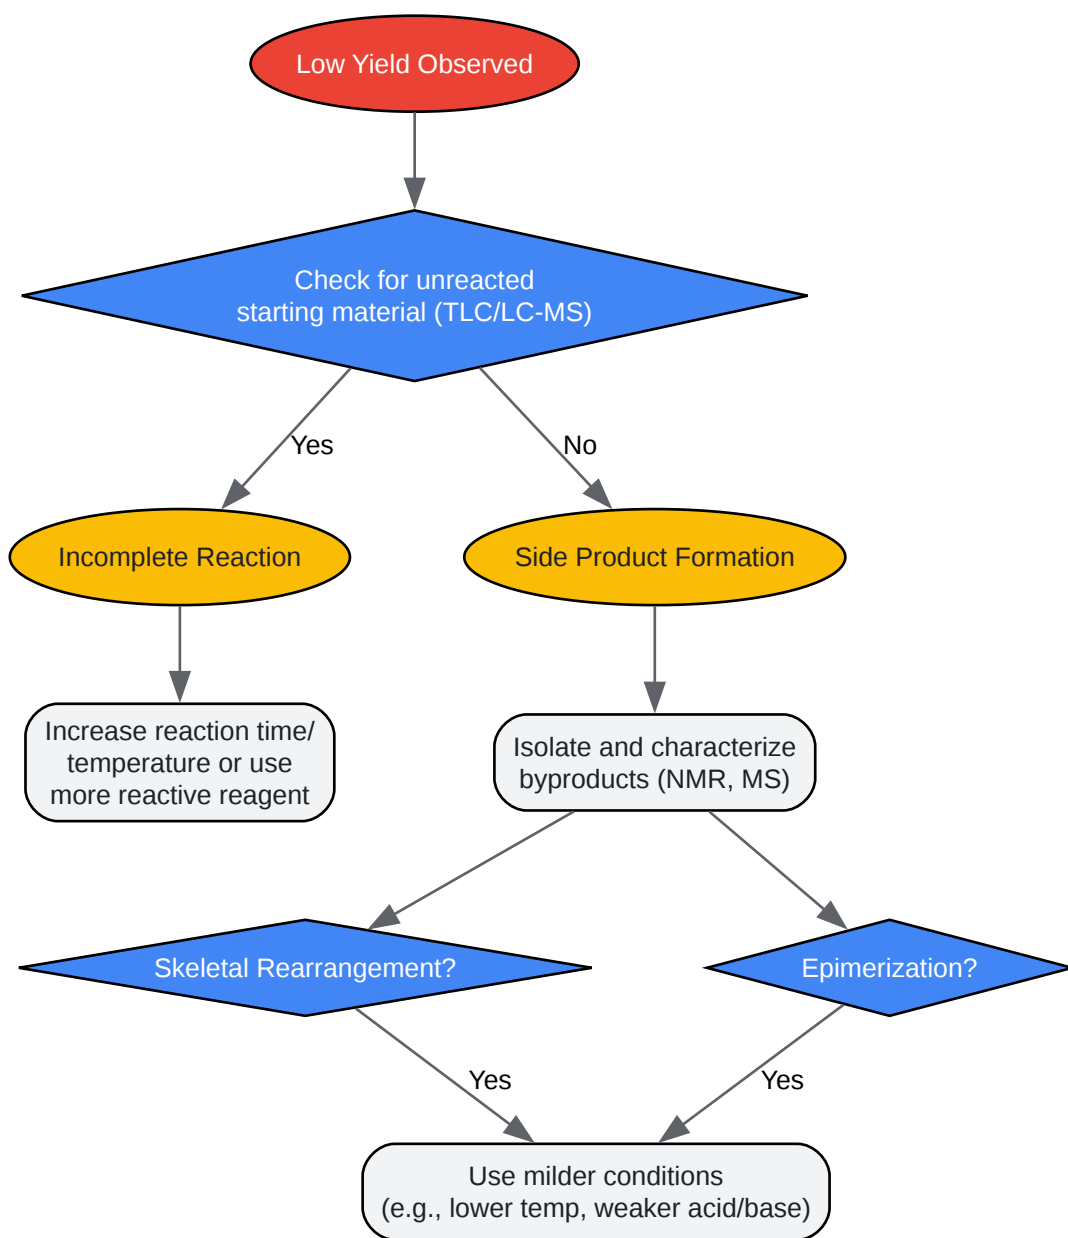 Low Yield Observed
Check for unreacted
starting material (TLC/LC-MS)
Yes
No
Incomplete Reaction
Side Product Formation
Increase reaction time/
temperature or use
more reactive reagent
Isolate and characterize
byproducts (NMR, MS)
Skeletal Rearrangement?
Epimerization?
Yes
Yes
Use milder conditions
(e.g., lower temp, weaker acid/base)